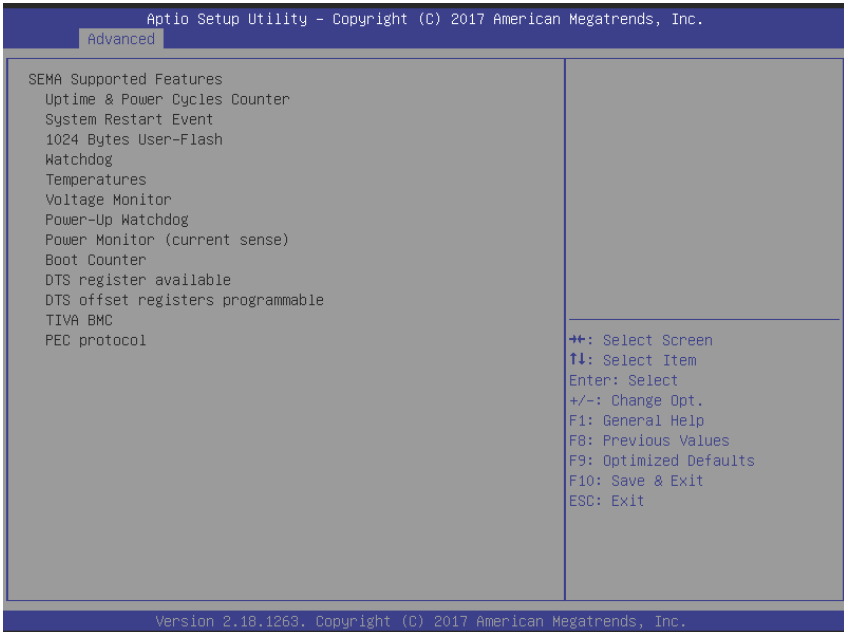 Aptio Setup Utility – Copyright (C) 2017 American Megatrends, Inc.
Advanced
SEMA Supported Features
Uptime & Power Cycles Counter
System Restart Event
1024 Bytes User-Flash
Watchdog
Temperatures
Voltage Monitor
Power-Up Watchdog
Power Monitor (current sense)
Boot Counter
DTS register available
DTS offset registers programmable
TIVA BMC
PEC protocol
→←: Select Screen
↑↓: Select Item
Enter: Select
+/-: Change Opt.
F1: General Help
F8: Previous Values
F9: Optimized Defaults
F10: Save & Exit
ESC: Exit
Version 2.18.1263. Copyright (C) 2017 American Megatrends, Inc.